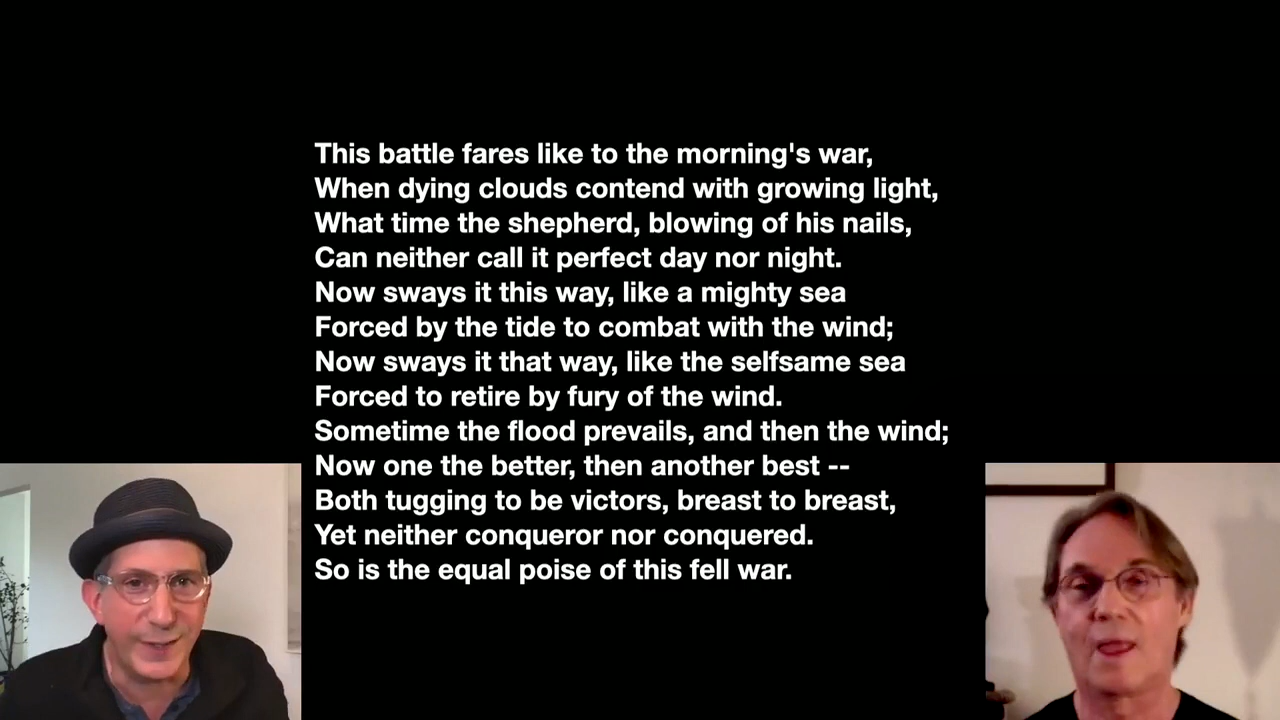 This battle fares like to the morning's war,
When dying clouds contend with growing light,
What time the shepherd, blowing of his nails,
Can neither call it perfect day nor night.
Now sways it this way, like a mighty sea
Forced by the tide to combat with the wind;
Now sways it that way, like the selfsame sea
Forced to retire by fury of the wind.
Sometime the flood prevails, and then the wind;
Now one the better, then another best --
Both tugging to be victors, breast to breast,
Yet neither conqueror nor conquered.
So is the equal poise of this fell war.